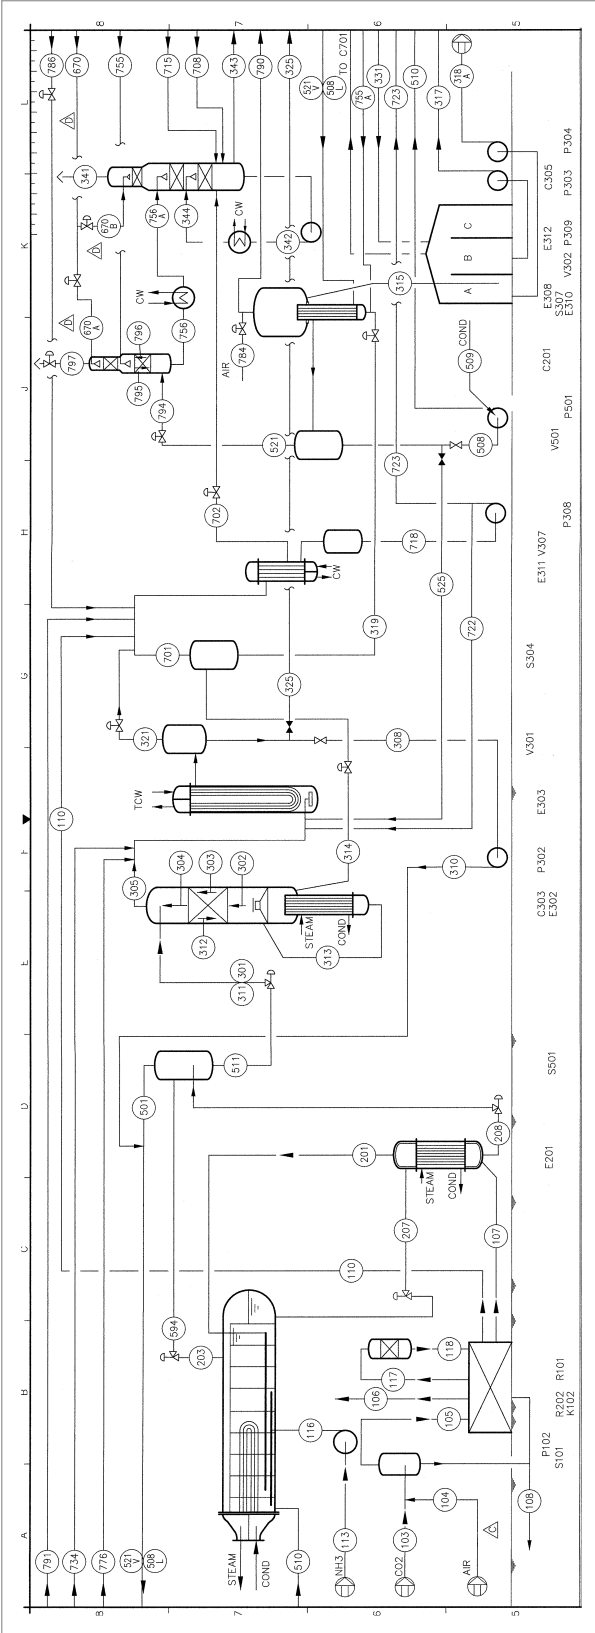 8 7 6 5
786 670 755 715 708 343 790 325 521 V 508 L TO C701 755 A 331 723 510 317 318 A
L
D
P304
341
C305 P303
756 A 344 CW 342
670 B
K
C
B
A
E312 P309
V302
D
315
E308 S307 E310
CW
756
784
AIR
D
670 A
COND
509
797 796 795 794
C201
J
P501
521
508
V501
723
702
P308
H
718
CW
525
E311 V307
319
722
G
701
325
S304
321
308
V301
TCW
E303
110
F
314
310
P302
305 304 303 302
312
STEAM
COND
C303 E302
313
E
311 301
511
S501
501
D
208
201
STEAM
COND
E201
207
107
C
110
594
203
118
R101
117
106
B
105
R202 K102
116
P102 S101
104
108
A
STEAM
COND
510
113
NH3
103
CO2
AIR
C
791 734 776 521 V 508 L
8 7 6 5